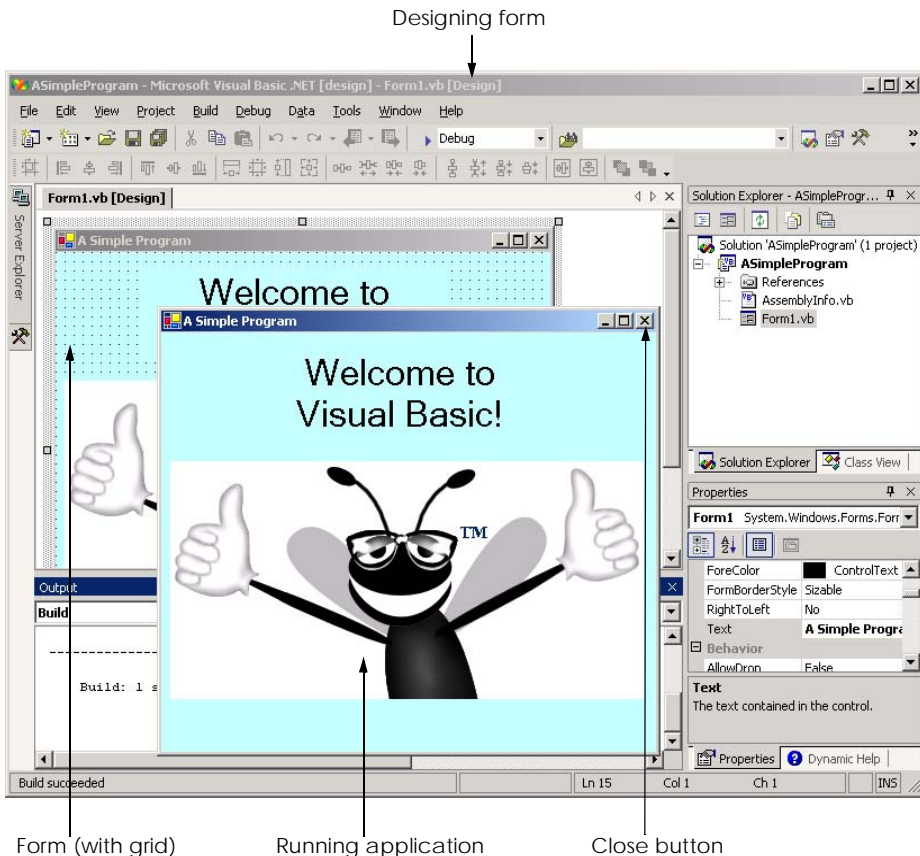 Designing form
ASimpleProgram - Microsoft Visual Basic .NET [design] - Form1.vb [Design]
File Edit View Project Build Debug Data Tools Window Help
Debug
Form1.vb [Design]
Server Explorer
A Simple Program
Welcome to
A Simple Program
Welcome to
Visual Basic!
TM
Output
Build
---------------
Build: 1 s
Solution Explorer - ASimpleProgr...
Solution 'ASimpleProgram' (1 project)
ASimpleProgram
References
AssemblyInfo.vb
Form1.vb
Solution Explorer Class View
Properties
Form1 System.Windows.Forms.Forr
ForeColor ControlText
FormBorderStyle Sizable
RightToLeft No
Text A Simple Progra
Behavior
AllowDrop False
Text
The text contained in the control.
Properties Dynamic Help
Build succeeded Ln 15 Col 1 Ch 1 INS
Form (with grid) Running application Close button